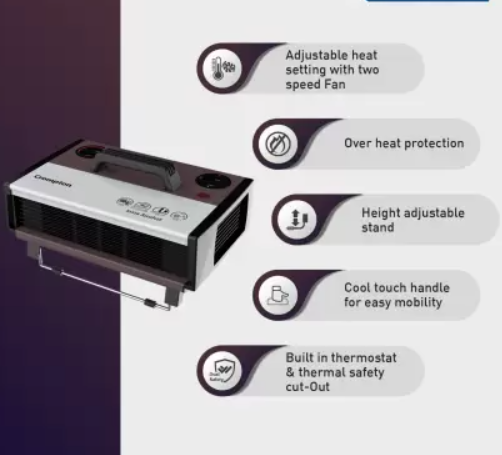 Adjustable heat
setting with two
speed Fan
Over heat protection
Crompton
Height adjustable
stand
Cool touch handle
for easy mobility
Built in thermostat
& thermal safety
cut-Out